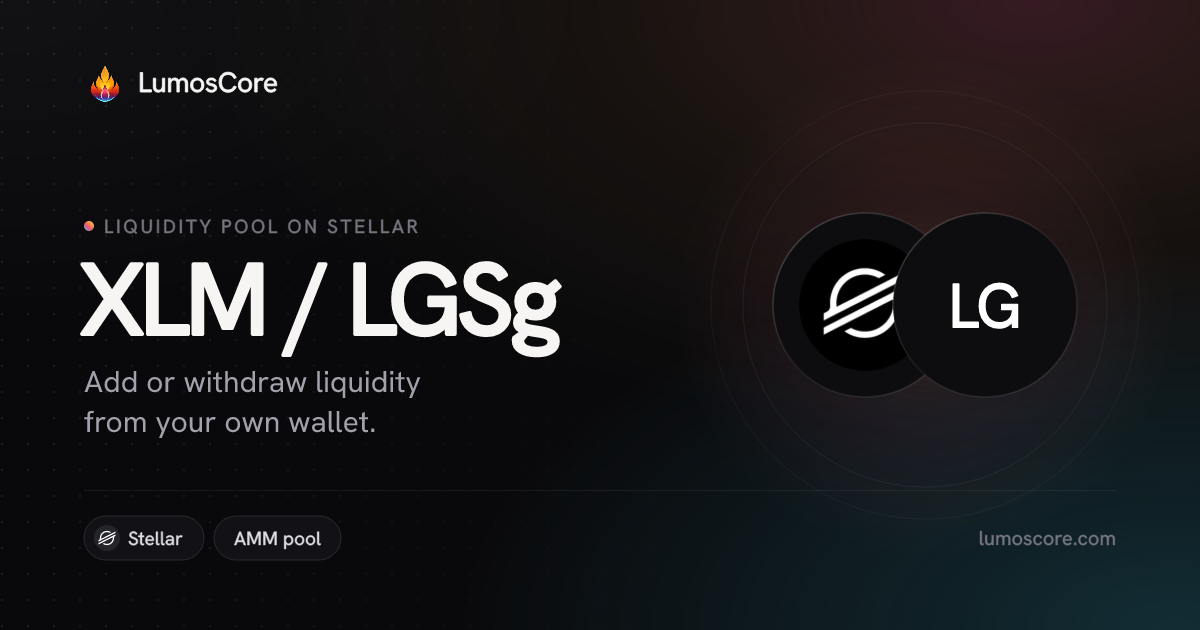 LumosCore
LIQUIDITY POOL ON STELLAR
XLM / LGSg
Add or withdraw liquidity
from your own wallet.
LG
Stellar
AMM pool
lumoscore.com